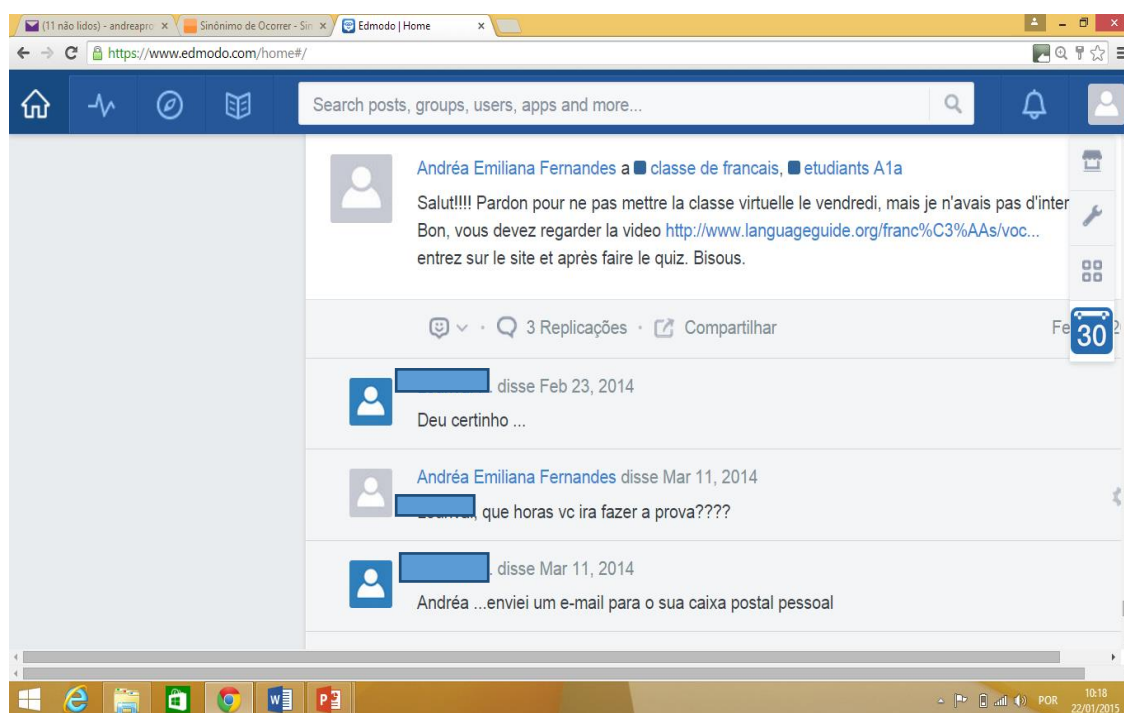 (11 não lidos) - andreapro
Sinônimo de Ocorrer - Sin
Edmodo | Home
https://www.edmodo.com/home#/
Search posts, groups, users, apps and more...
Andréa Emiliana Fernandes a classe de francais, etudiants A1a
Salut!!!! Pardon pour ne pas mettre la classe virtuelle le vendredi, mais je n'avais pas d'inter
Bon, vous devez regarder la video http://www.languageguide.org/franc%C3%AAs/voc...
entrez sur le site et après faire le quiz. Bisous.
3 Replicações · Compartilhar Fe
30
. disse Feb 23, 2014
Deu certinho ...
Andréa Emiliana Fernandes disse Mar 11, 2014
, que horas vc ira fazer a prova????
. disse Mar 11, 2014
Andréa ...enviei um e-mail para o sua caixa postal pessoal
POR
10:18
22/01/2015